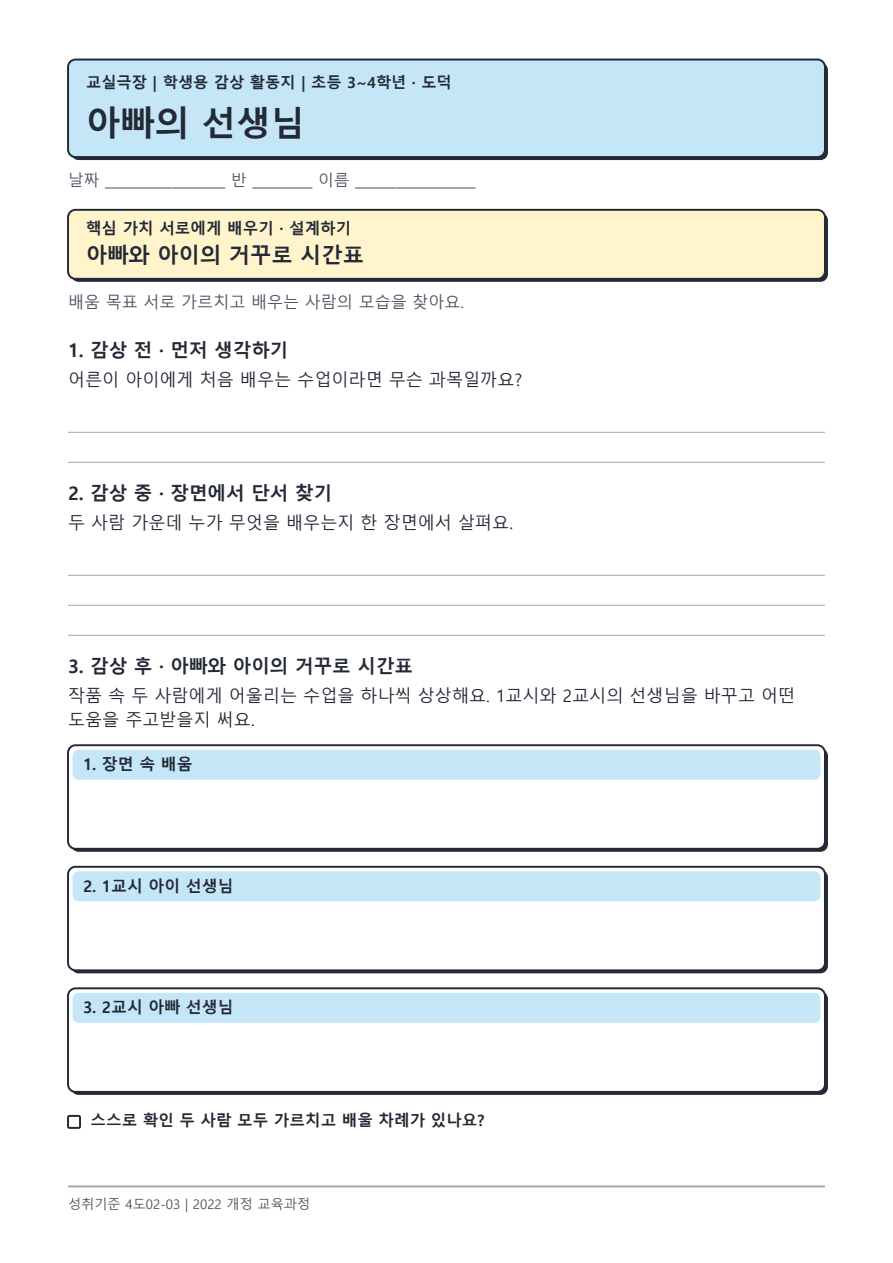 교실극장 | 학생용 감상 활동지 | 초등 3~4학년 · 도덕
아빠의 선생님
날짜 _______________ 반 _______ 이름 _______________
핵심 가치 서로에게 배우기 · 설계하기
아빠와 아이의 거꾸로 시간표
배움 목표 서로 가르치고 배우는 사람의 모습을 찾아요.
1. 감상 전 · 먼저 생각하기
어른이 아이에게 처음 배우는 수업이라면 무슨 과목일까요?
2. 감상 중 · 장면에서 단서 찾기
두 사람 가운데 누가 무엇을 배우는지 한 장면에서 살펴요.
3. 감상 후 · 아빠와 아이의 거꾸로 시간표
작품 속 두 사람에게 어울리는 수업을 하나씩 상상해요. 1교시와 2교시의 선생님을 바꾸고 어떤
도움을 주고받을지 써요.
1. 장면 속 배움
2. 1교시 아이 선생님
3. 2교시 아빠 선생님
스스로 확인 두 사람 모두 가르치고 배울 차례가 있나요?
성취기준 4도02-03 | 2022 개정 교육과정